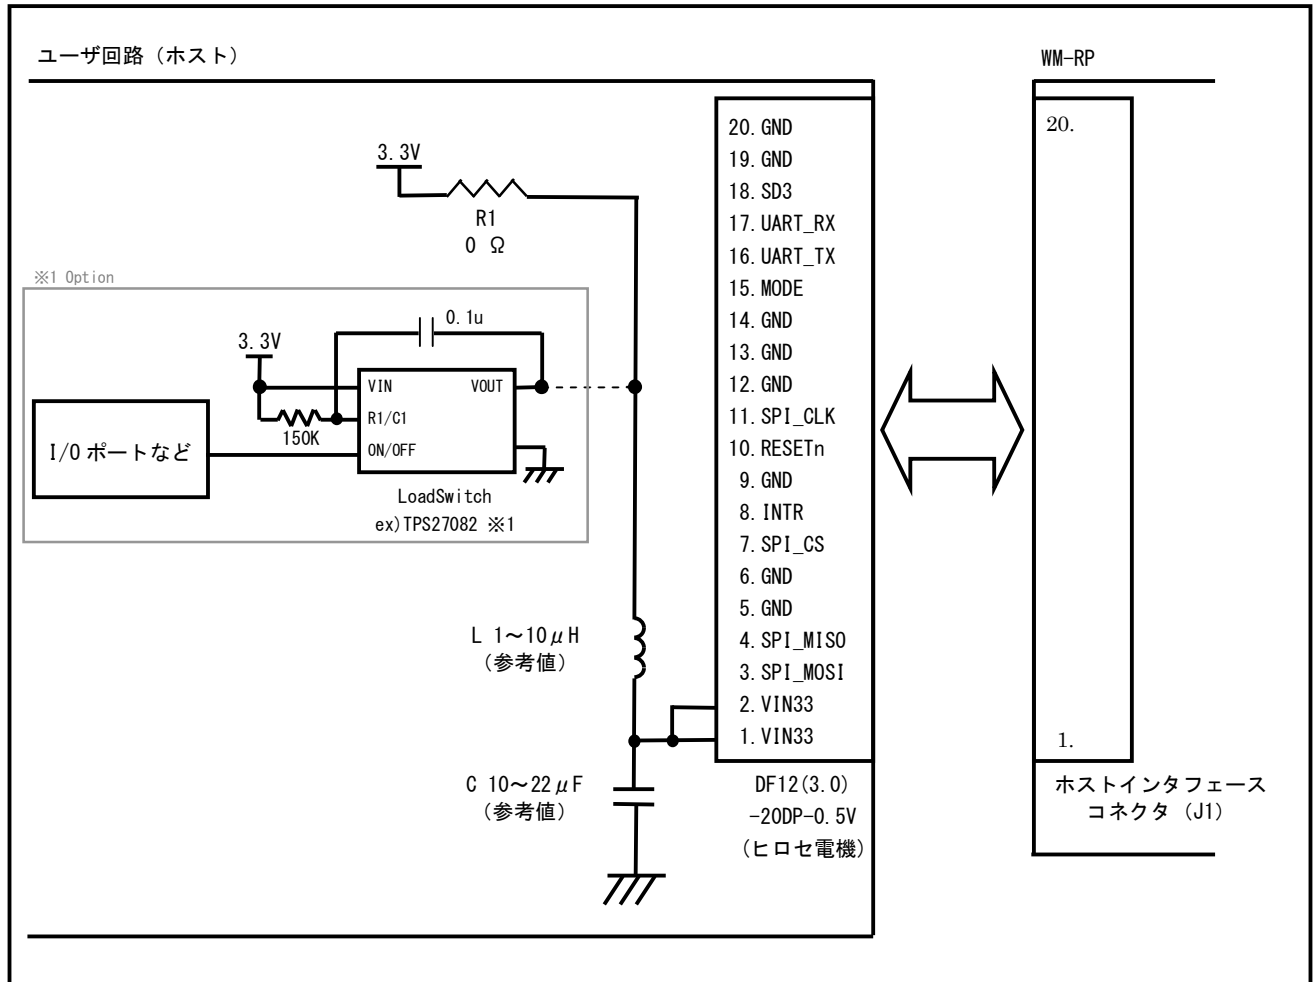 ユーザ回路（ホスト）
WM-RP
3.3V
R1
0 Ω
※1 Option
3.3V
0.1u
VIN
VOUT
R1/C1
ON/OFF
150K
I/Oポートなど
LoadSwitch
ex)TPS27082 ※1
L 1～10μH
（参考値）
C 10～22μF
（参考値）
20.GND
19.GND
18.SD3
17.UART_RX
16.UART_TX
15.MODE
14.GND
13.GND
12.GND
11.SPI_CLK
10.RESETn
9.GND
8.INTR
7.SPI_CS
6.GND
5.GND
4.SPI_MISO
3.SPI_MOSI
2.VIN33
1.VIN33
DF12(3.0)
-20DP-0.5V
（ヒロセ電機）
20.
1.
ホストインタフェース
コネクタ（J1）